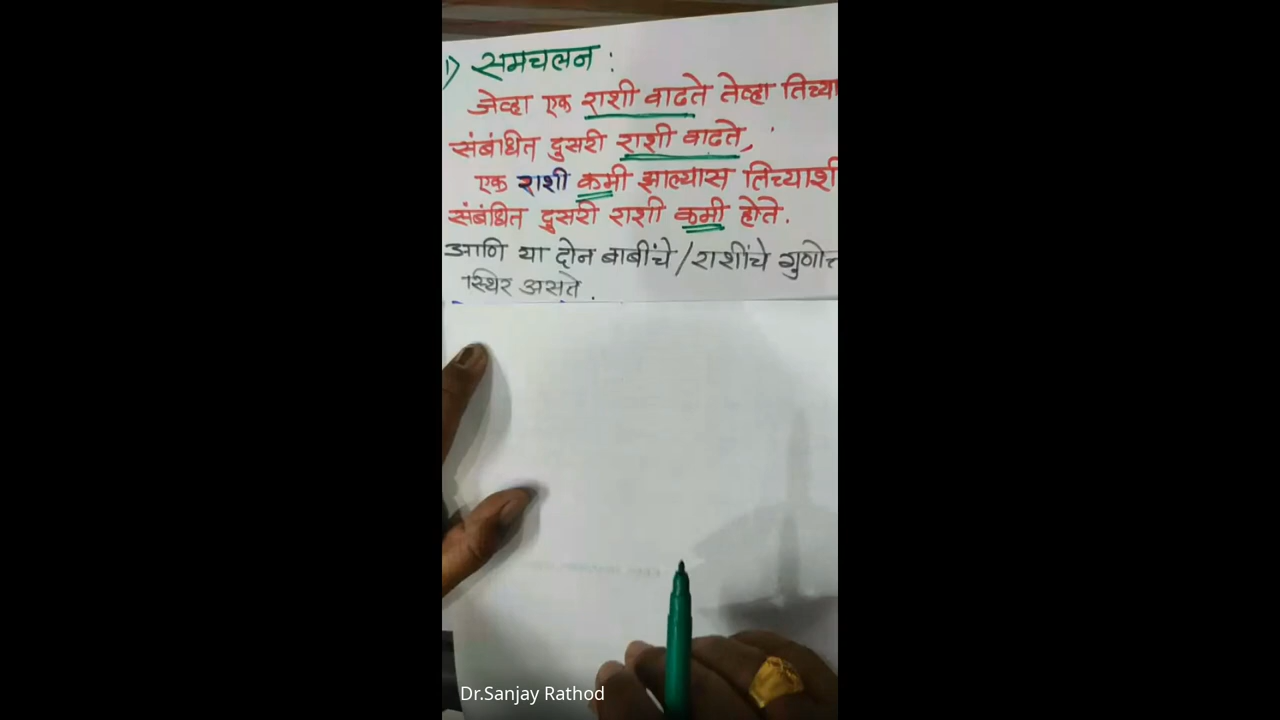 1) समचलन :
जेव्हा एक राशी वाढते तेव्हा तिच्या
संबंधित दुसरी राशी वाढते,
एक राशी कमी झाल्यास तिच्याशी
संबंधित दुसरी राशी कमी होते.
आणि या दोन बाबींचे/राशींचे
स्थिर असते.
Dr.Sanjay Rathod